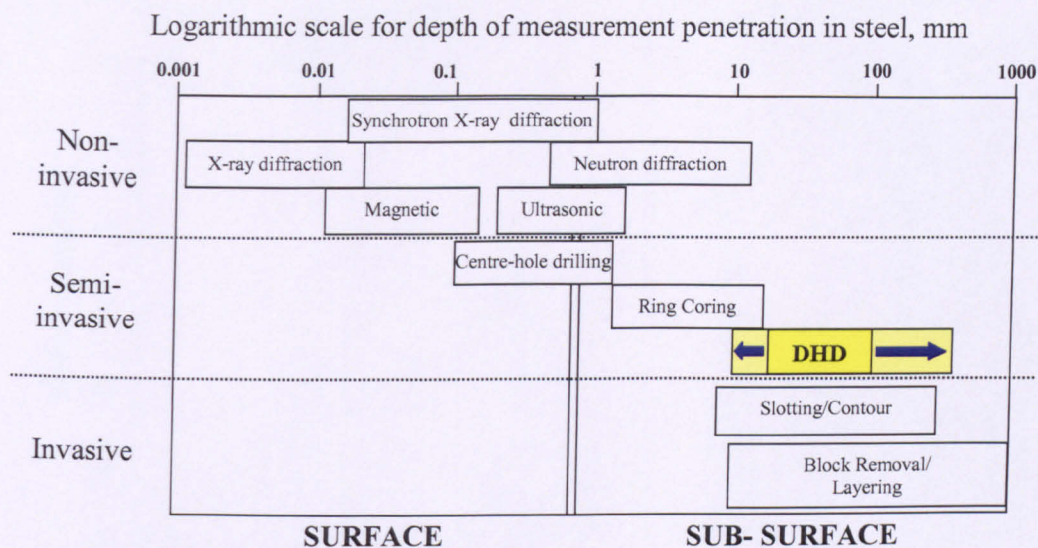 Logarithmic scale for depth of measurement penetration in steel, mm
0.001 0.01 0.1 1 10 100 1000
Non-
invasive
Synchrotron X-ray diffraction
X-ray diffraction
Neutron diffraction
Magnetic
Ultrasonic
Semi-
invasive
Centre-hole drilling
Ring Coring
DHD
Invasive
Slotting/Contour
Block Removal/
Layering
SURFACE
SUB- SURFACE